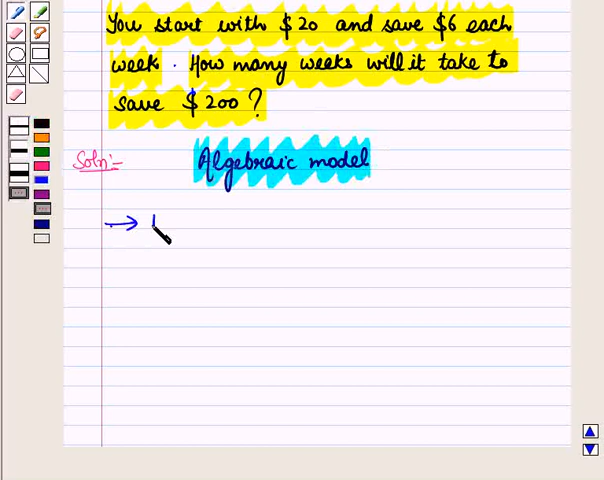 You start with $20 and save $6 each
week. How many weeks will it take to
save $200?
Soln:-
Algebraic model
→